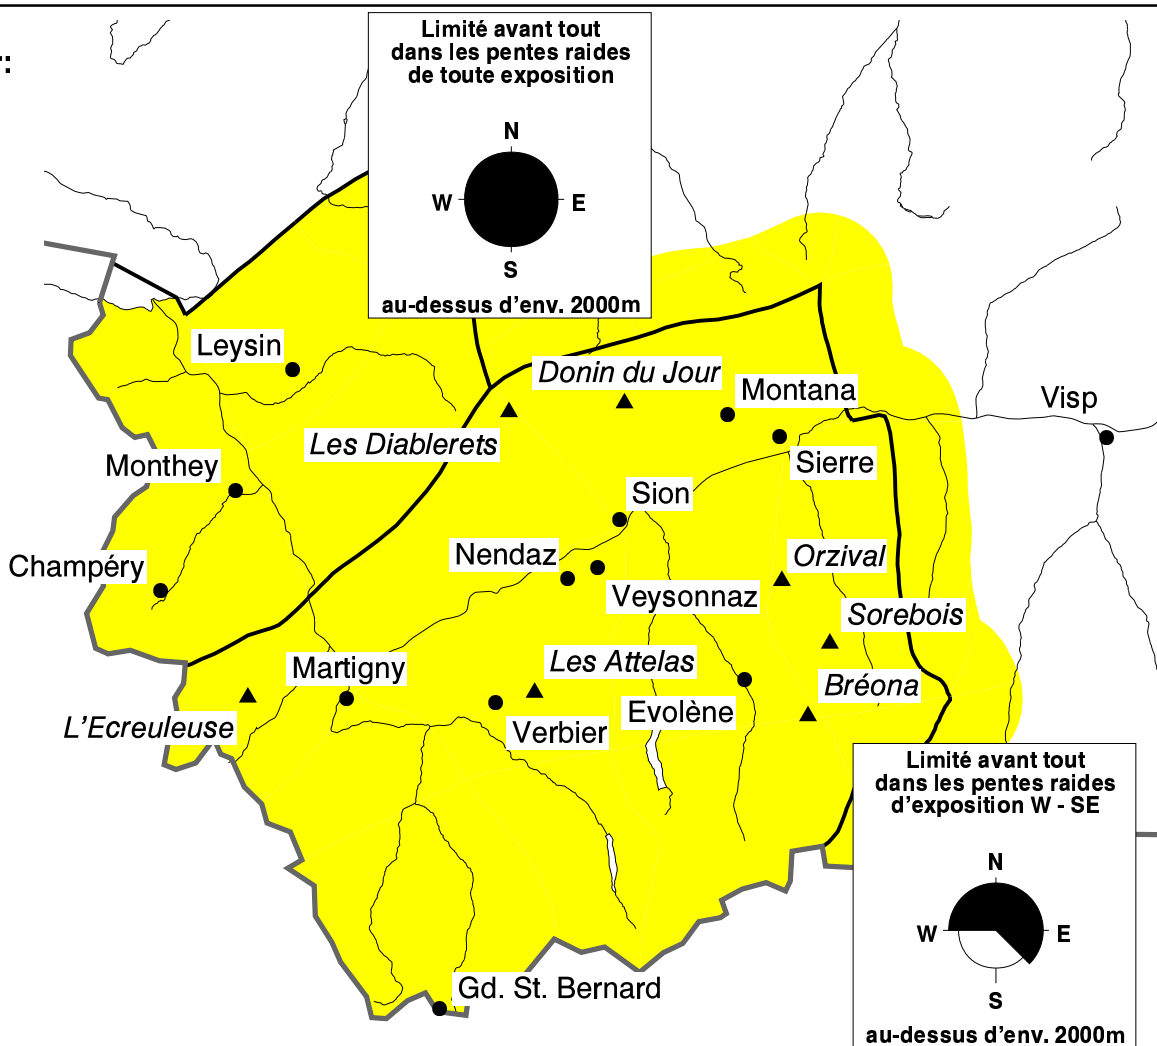 Limité avant tout
dans les pentes raides
de toute exposition
N
W E
S
au-dessus d'env. 2000m
:
Leysin
Donin du Jour
Montana
Visp
Les Diablerets
Sierre
Monthey
Sion
Nendaz
Orzival
Champéry
Veysonnaz
Sorebois
Martigny
Les Attelas
Bréona
L'Ecreuleuse
Verbier
Evolène
Limité avant tout
dans les pentes raides
d'exposition W - SE
N
W E
S
au-dessus d'env. 2000m
Gd. St. Bernard